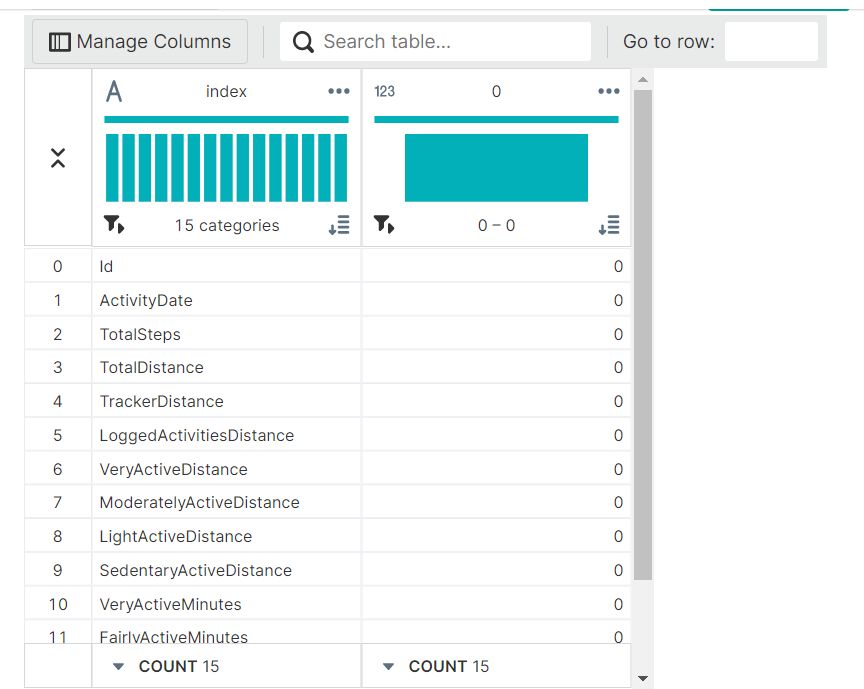 Manage Columns Search table... Go to row:
A index ••• 123 0 •••
15 categories 0 – 0
0 Id 0
1 ActivityDate 0
2 TotalSteps 0
3 TotalDistance 0
4 TrackerDistance 0
5 LoggedActivitiesDistance 0
6 VeryActiveDistance 0
7 ModeratelyActiveDistance 0
8 LightActiveDistance 0
9 SedentaryActiveDistance 0
10 VeryActiveMinutes 0
11 FairlyActiveMinutes 0
COUNT 15 COUNT 15